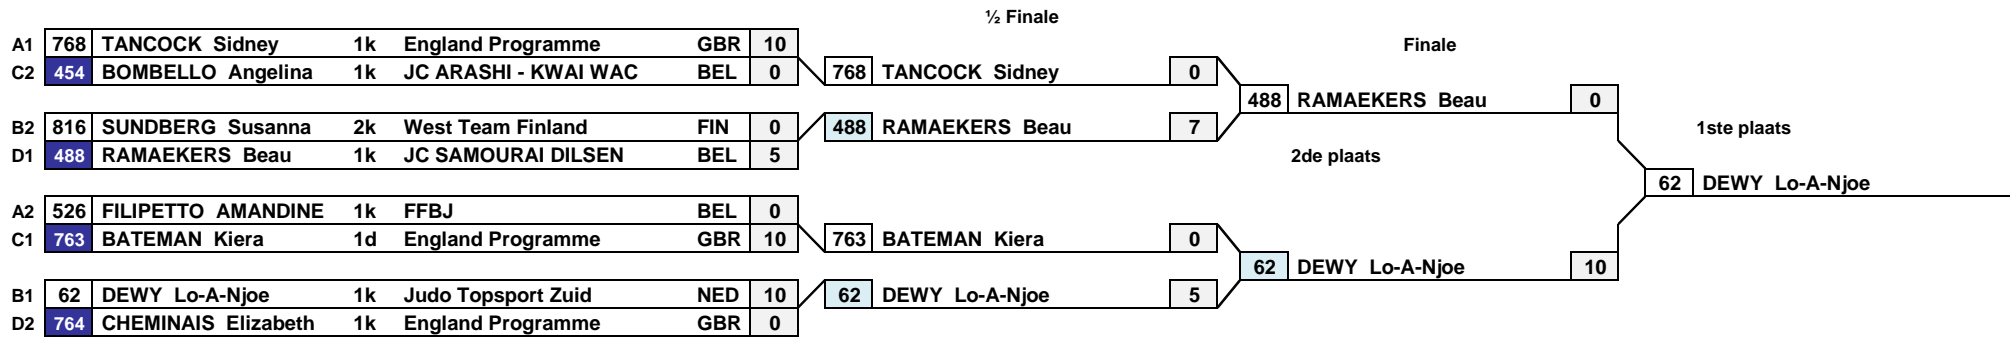 ½ Finale
A1 768 TANCOCK Sidney 1k England Programme GBR 10
Finale
C2 454 BOMBELLO Angelina 1k JC ARASHI - KWAI WAC BEL 0
768 TANCOCK Sidney 0
488 RAMAEKERS Beau 0
B2 816 SUNDBERG Susanna 2k West Team Finland FIN 0
488 RAMAEKERS Beau 7
1ste plaats
D1 488 RAMAEKERS Beau 1k JC SAMOURAI DILSEN BEL 5
2de plaats
62 DEWY Lo-A-Njoe
A2 526 FILIPETTO AMANDINE 1k FFBJ BEL 0
C1 763 BATEMAN Kiera 1d England Programme GBR 10
763 BATEMAN Kiera 0
62 DEWY Lo-A-Njoe 10
B1 62 DEWY Lo-A-Njoe 1k Judo Topsport Zuid NED 10
62 DEWY Lo-A-Njoe 5
D2 764 CHEMINAIS Elizabeth 1k England Programme GBR 0